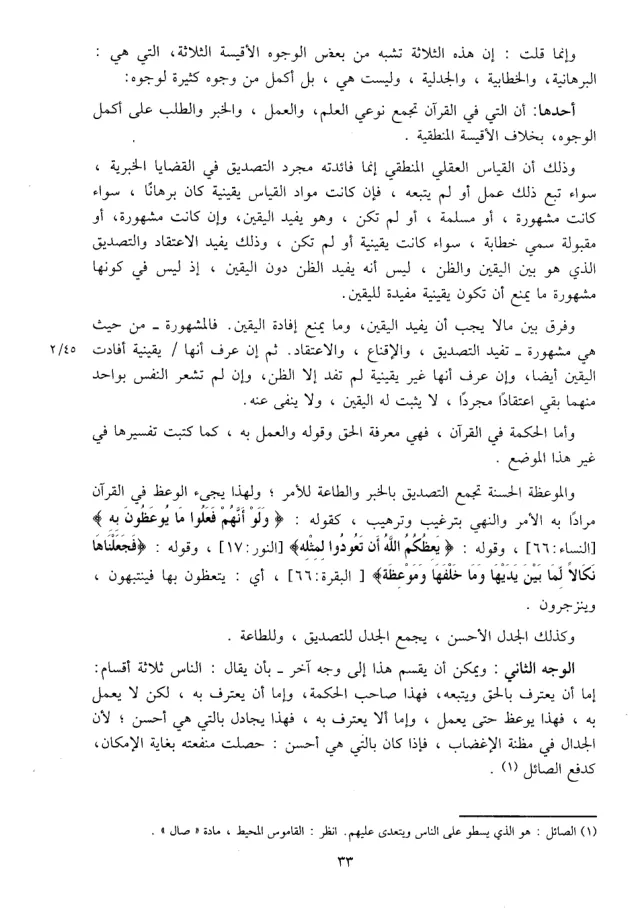 وإنما قلت : إن هذه الثلاثة تشبه من بعض الوجوه الأقيسة الثلاثة، التي هي :
البرهانية، والخطابية ، والجدلية ، وليست هي ، بل أكمل من وجوه كثيرة لوجوه:
أحدها: أن التي في القرآن تجمع نوعي العلم، والعمل ، والخبر والطلب على أكمل
الوجوه، بخلاف الأقيسة المنطقية .
وذلك أن القياس العقلي المنطقي إنما فائدته مجرد التصديق في القضايا الخبرية ،
سواء تبع ذلك عمل أو لم يتبعه ، فإن كانت مواد القياس يقينية كان برهانًا ، سواء
كانت مشهورة ، أو مسلمة ، أو لم تكن ، وهو يفيد اليقين، وإن كانت مشهورة، أو
مقبولة سمي خطابة ، سواء كانت يقينية أو لم تكن ، وذلك يفيد الاعتقاد والتصديق
الذي هو بين اليقين والظن ، ليس أنه يفيد الظن دون اليقين ، إذ ليس في كونها
مشهورة ما يمنع أن تكون يقينية مفيدة لليقين.
وفرق بين مالا يجب أن يفيد اليقين، وما يمنع إفادة اليقين. فالمشهورة ـ من حيث
هي مشهورة ـ تفيد التصديق ، والإقناع ، والاعتقاد. ثم إن عرف أنها / يقينية أفادت ٢/٤٥
اليقين أيضا، وإن عرف أنها غير يقينية لم تفد إلا الظن، وإن لم تشعر النفس بواحد
منهما بقي اعتقادًا مجردًا ، لا يثبت له اليقين ، ولا ينفى عنه.
وأما الحكمة في القرآن ، فهي معرفة الحق وقوله والعمل به ، كما كتبت تفسيرها في
غير هذا الموضع .
والموعظة الحسنة تجمع التصديق بالخبر والطاعة للأمر ؛ ولهذا يجيء الوعظ في القرآن
مرادًا به الأمر والنهي بترغيب وترهيب ، كقوله : ﴿ وَلَوْ أَنَّهُمْ فَعَلُوا مَا يُوعَظُونَ بِهِ ﴾
[النساء:٦٦] ، وقوله : ﴿ يَعِظُكُمُ اللَّهُ أَن تَعُودُوا لِمِثْلِهِ﴾ [النور:١٧] ، وقوله : ﴿فَجَعَلْنَاهَا
نَكَالاً لِّمَا بَيْنَ يَدَيْهَا وَمَا خَلْفَهَا وَمَوْعِظَةً﴾ [ البقرة:٦٦] ، أي : يتعظون بها فينتبهون ،
وينزجرون .
وكذلك الجدل الأحسن ، يجمع الجدل للتصديق ، وللطاعة .
الوجه الثاني : ويمكن أن يقسم هذا إلى وجه آخر ـ بأن يقال : الناس ثلاثة أقسام:
إما أن يعترف بالحق ويتبعه، فهذا صاحب الحكمة، وإما أن يعترف به ، لكن لا يعمل
به ، فهذا يوعظ حتى يعمل ، وإما ألا يعترف به ، فهذا يجادل بالتي هي أحسن ؛ لأن
الجدال في مظنة الإغضاب ، فإذا كان بالتي هي أحسن : حصلت منفعته بغاية الإمكان،
كدفع الصائل (١) .
(١) الصائل : هو الذي يسطو على الناس ويتعدى عليهم. انظر : القاموس المحيط ، مادة « صال » .
٣٣